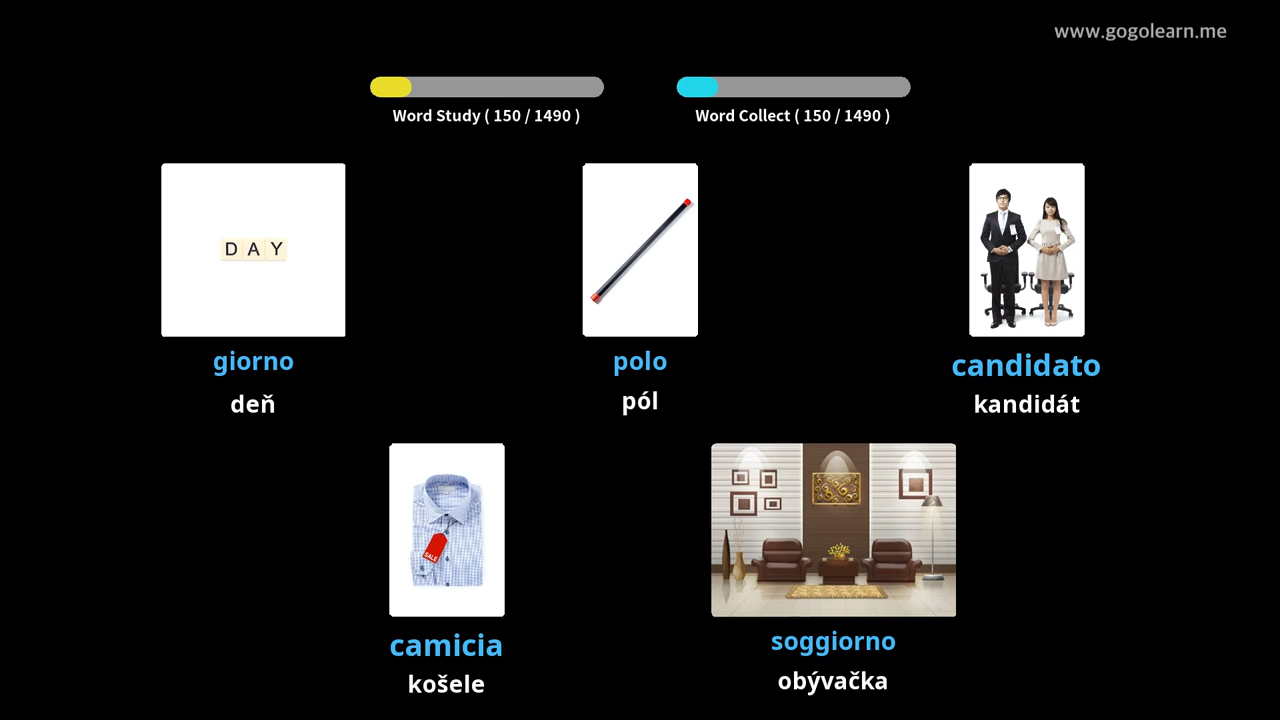 www.gogolearn.me
Word Study ( 150 / 1490 )
Word Collect ( 150 / 1490 )
DAY
giorno
deň
polo
pól
candidato
kandidát
SALE
camicia
košele
soggiorno
obývačka